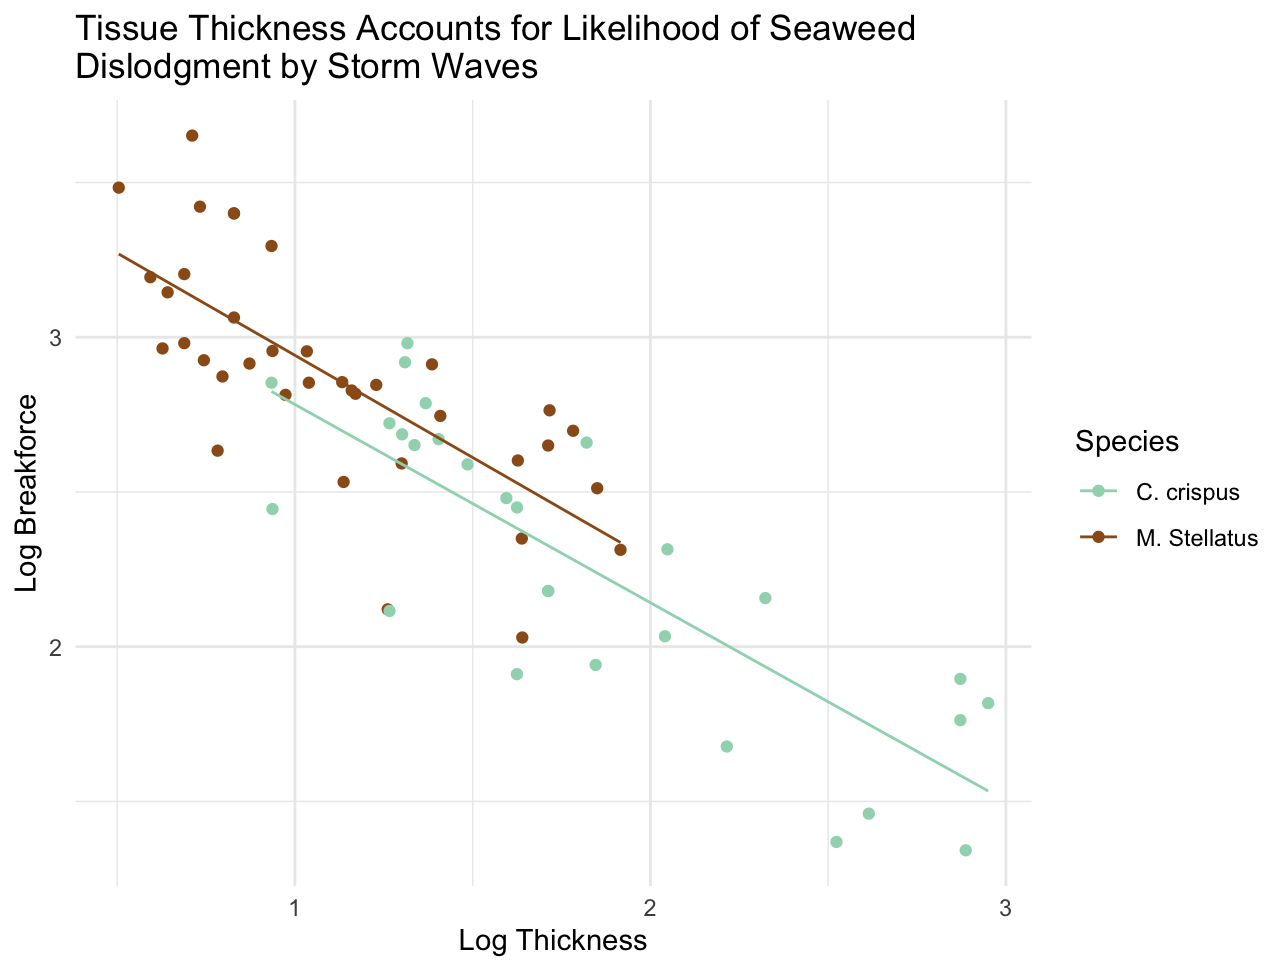 Tissue Thickness Accounts for Likelihood of Seaweed
Dislodgment by Storm Waves
3
2
Log Breakforce
1 2 3
Log Thickness
Species
C. crispus
M. Stellatus